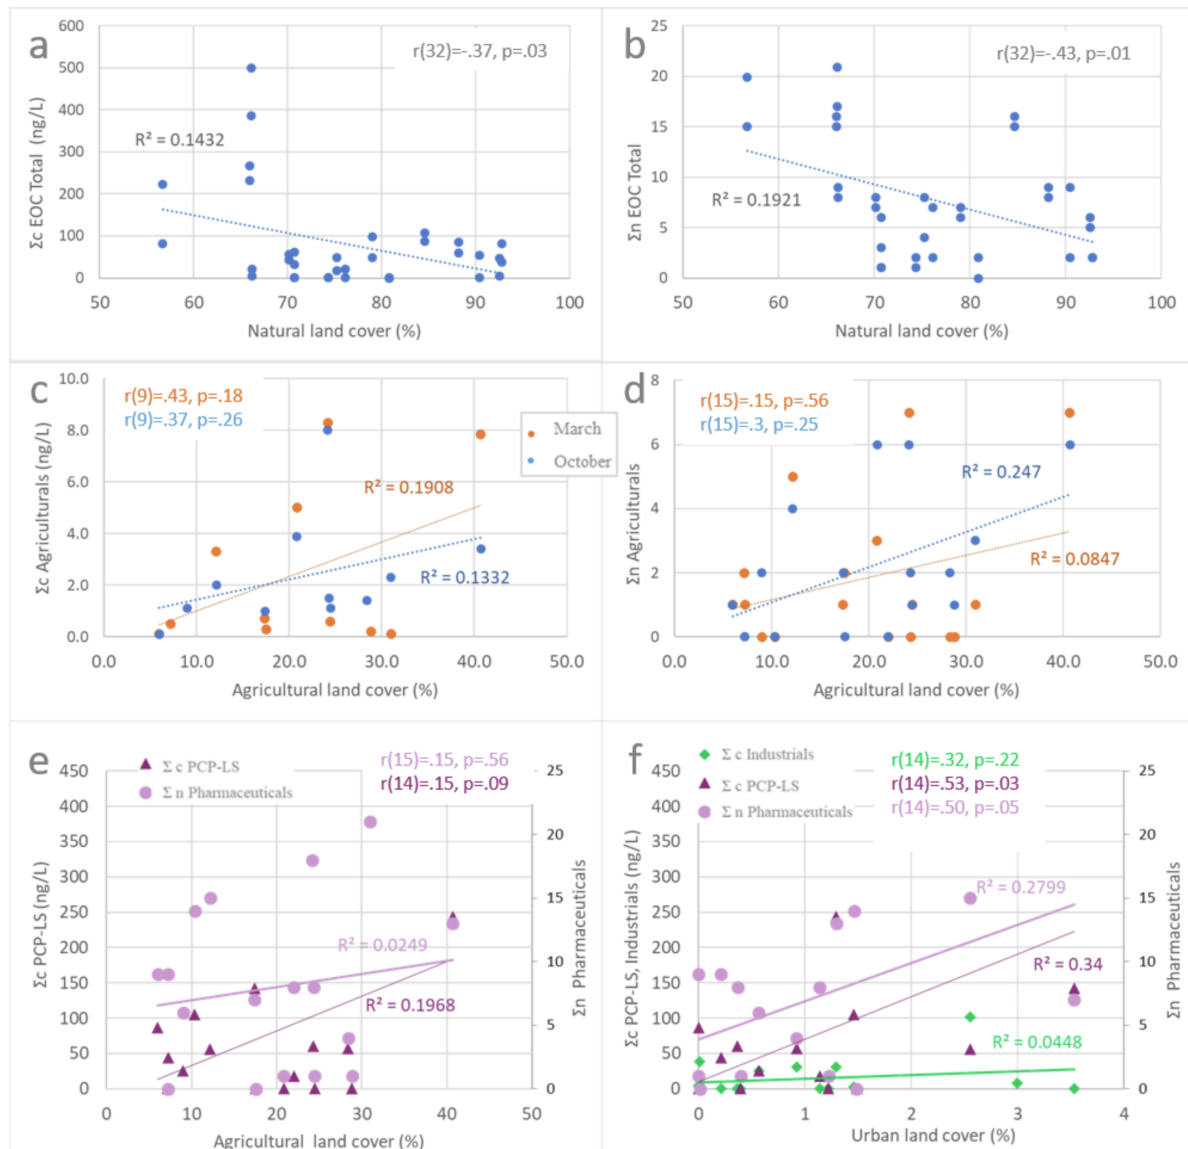 a
r(32)=-.37, p=.03
R² = 0.1432
Σc EOC Total (ng/L)
600
500
400
300
200
100
0
50 60 70 80 90 100
Natural land cover (%)
b
r(32)=-.43, p=.01
R² = 0.1921
Σn EOC Total
25
20
15
10
5
0
50 60 70 80 90 100
Natural land cover (%)
c
r(9)=.43, p=.18
r(9)=.37, p=.26
March
October
R² = 0.1908
R² = 0.1332
Σc Agriculturals (ng/L)
10.0
8.0
6.0
4.0
2.0
0.0
0.0 10.0 20.0 30.0 40.0 50.0
Agricultural land cover (%)
d
r(15)=.15, p=.56
r(15)=.3, p=.25
R² = 0.247
R² = 0.0847
Σn Agriculturals
8
6
4
2
0
0.0 10.0 20.0 30.0 40.0 50.0
Agricultural land cover (%)
e
Σ c PCP-LS
Σ n Pharmaceuticals
r(15)=.15, p=.56
r(14)=.15, p=.09
R² = 0.0249
R² = 0.1968
Σc PCP-LS (ng/L)
450
400
350
300
250
200
150
100
50
0
25
20
15
10
5
0
Σn Pharmaceuticals
0 10 20 30 40 50
Agricultural land cover (%)
f
Σ c Industrials
Σ c PCP-LS
Σ n Pharmaceuticals
r(14)=.32, p=.22
r(14)=.53, p=.03
r(14)=.50, p=.05
R² = 0.2799
R² = 0.34
R² = 0.0448
Σc PCP-LS, Industrials (ng/L)
450
400
350
300
250
200
150
100
50
0
25
20
15
10
5
0
Σn Pharmaceuticals
0 1 2 3 4
Urban land cover (%)